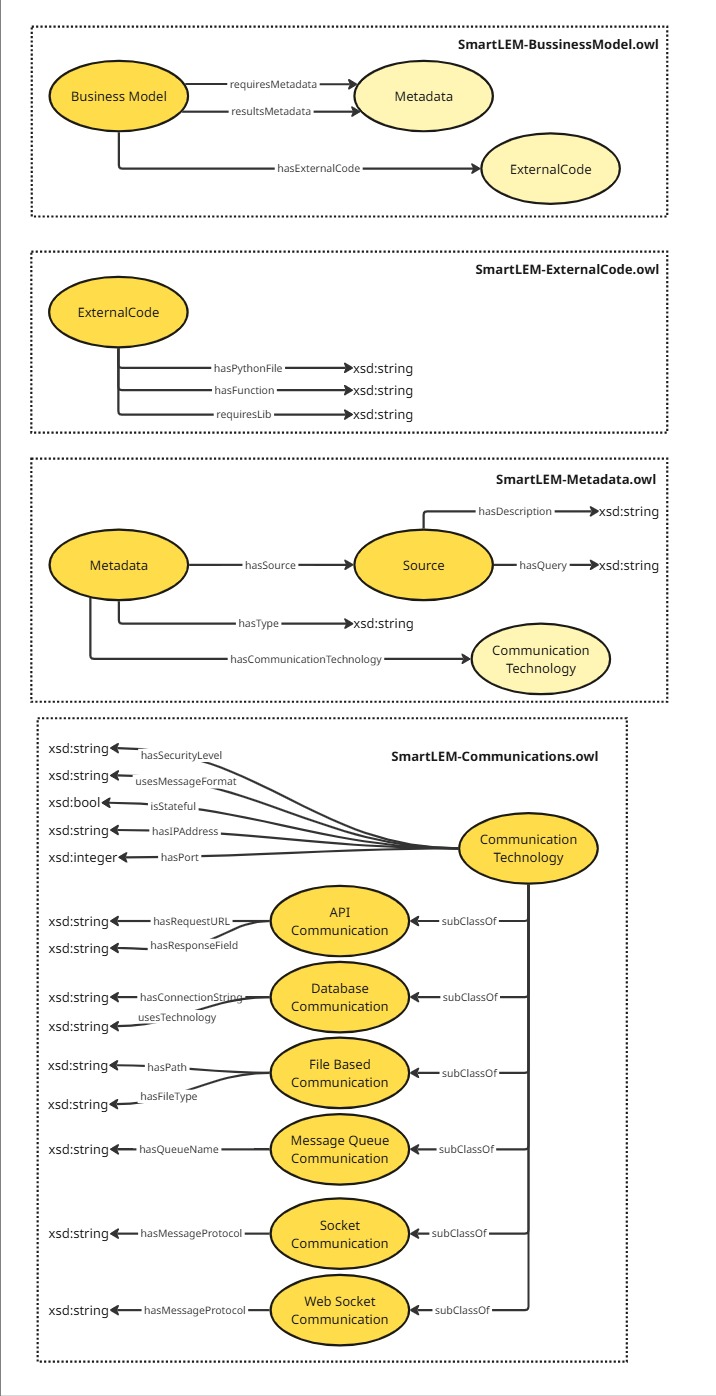 SmartLEM-BussinessModel.owl
Business Model
requiresMetadata
resultsMetadata
Metadata
hasExternalCode
ExternalCode
SmartLEM-ExternalCode.owl
ExternalCode
hasPythonFile
xsd:string
hasFunction
xsd:string
requiresLib
xsd:string
SmartLEM-Metadata.owl
hasDescription
xsd:string
Metadata
hasSource
Source
hasQuery
xsd:string
hasType
xsd:string
hasCommunicationTechnology
Communication
Technology
SmartLEM-Communications.owl
xsd:string
hasSecurityLevel
xsd:string
usesMessageFormat
xsd:bool
isStateful
xsd:string
hasIPAddress
xsd:integer
hasPort
Communication
Technology
xsd:string
hasRequestURL
API
Communication
subClassOf
xsd:string
hasResponseField
xsd:string
hasConnectionString
Database
Communication
subClassOf
xsd:string
usesTechnology
xsd:string
hasPath
File Based
Communication
subClassOf
xsd:string
hasFileType
xsd:string
hasQueueName
Message Queue
Communication
subClassOf
xsd:string
hasMessageProtocol
Socket
Communication
subClassOf
xsd:string
hasMessageProtocol
Web Socket
Communication
subClassOf